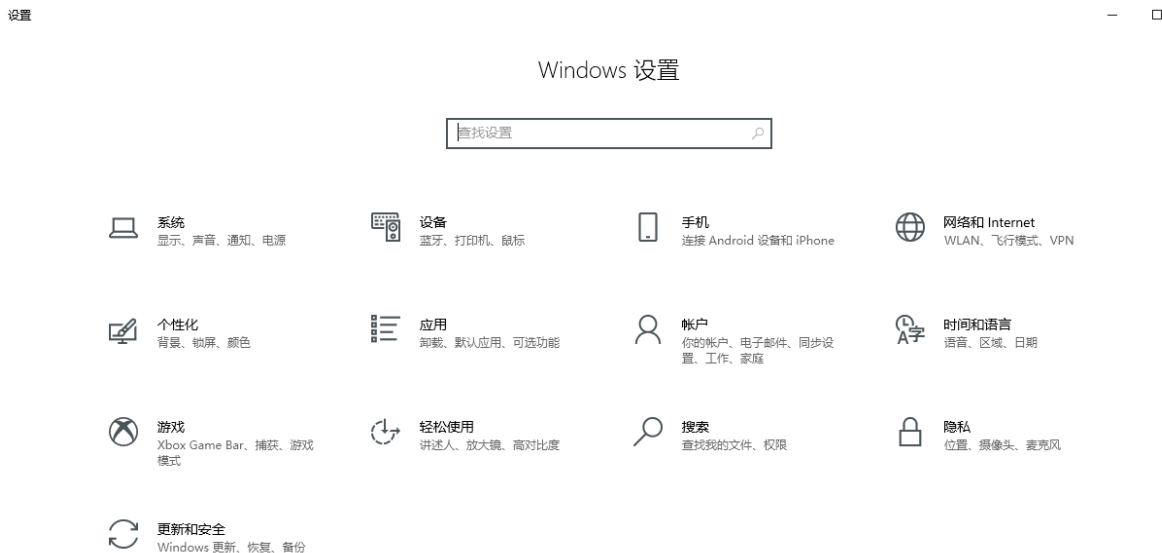 设置
Windows 设置
查找设置
系统
显示、声音、通知、电源
设备
蓝牙、打印机、鼠标
手机
连接 Android 设备和 iPhone
网络和 Internet
WLAN、飞行模式、VPN
个性化
背景、锁屏、颜色
应用
卸载、默认应用、可选功能
帐户
你的帐户、电子邮件、同步设
置、工作、家庭
时间和语言
语音、区域、日期
游戏
Xbox Game Bar、捕获、游戏
模式
轻松使用
讲述人、放大镜、高对比度
搜索
查找我的文件、权限
隐私
位置、摄像头、麦克风
更新和安全
Windows 更新、恢复、备份